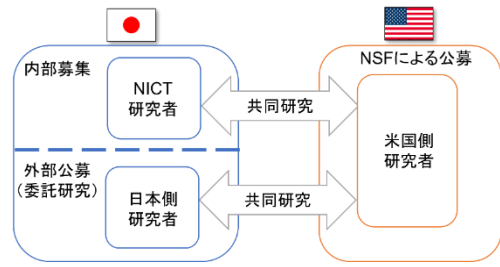 内部募集
NICT
研究者
共同研究
NSFによる公募
米国側
研究者
外部公募
(委託研究)
日本側
研究者
共同研究